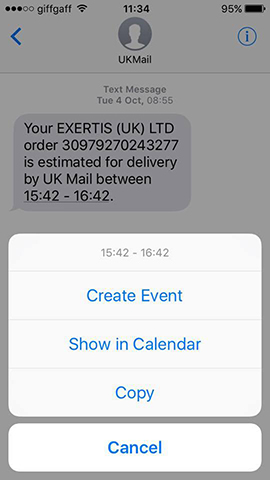 giffgaff 11:34 95%
UKMail
Text Message
Tue 4 Oct, 08:55
Your EXERTIS (UK) LTD
order 30979270243277
is estimated for delivery
by UK Mail between
15:42 - 16:42.
15:42 - 16:42
Create Event
Show in Calendar
Copy
Cancel